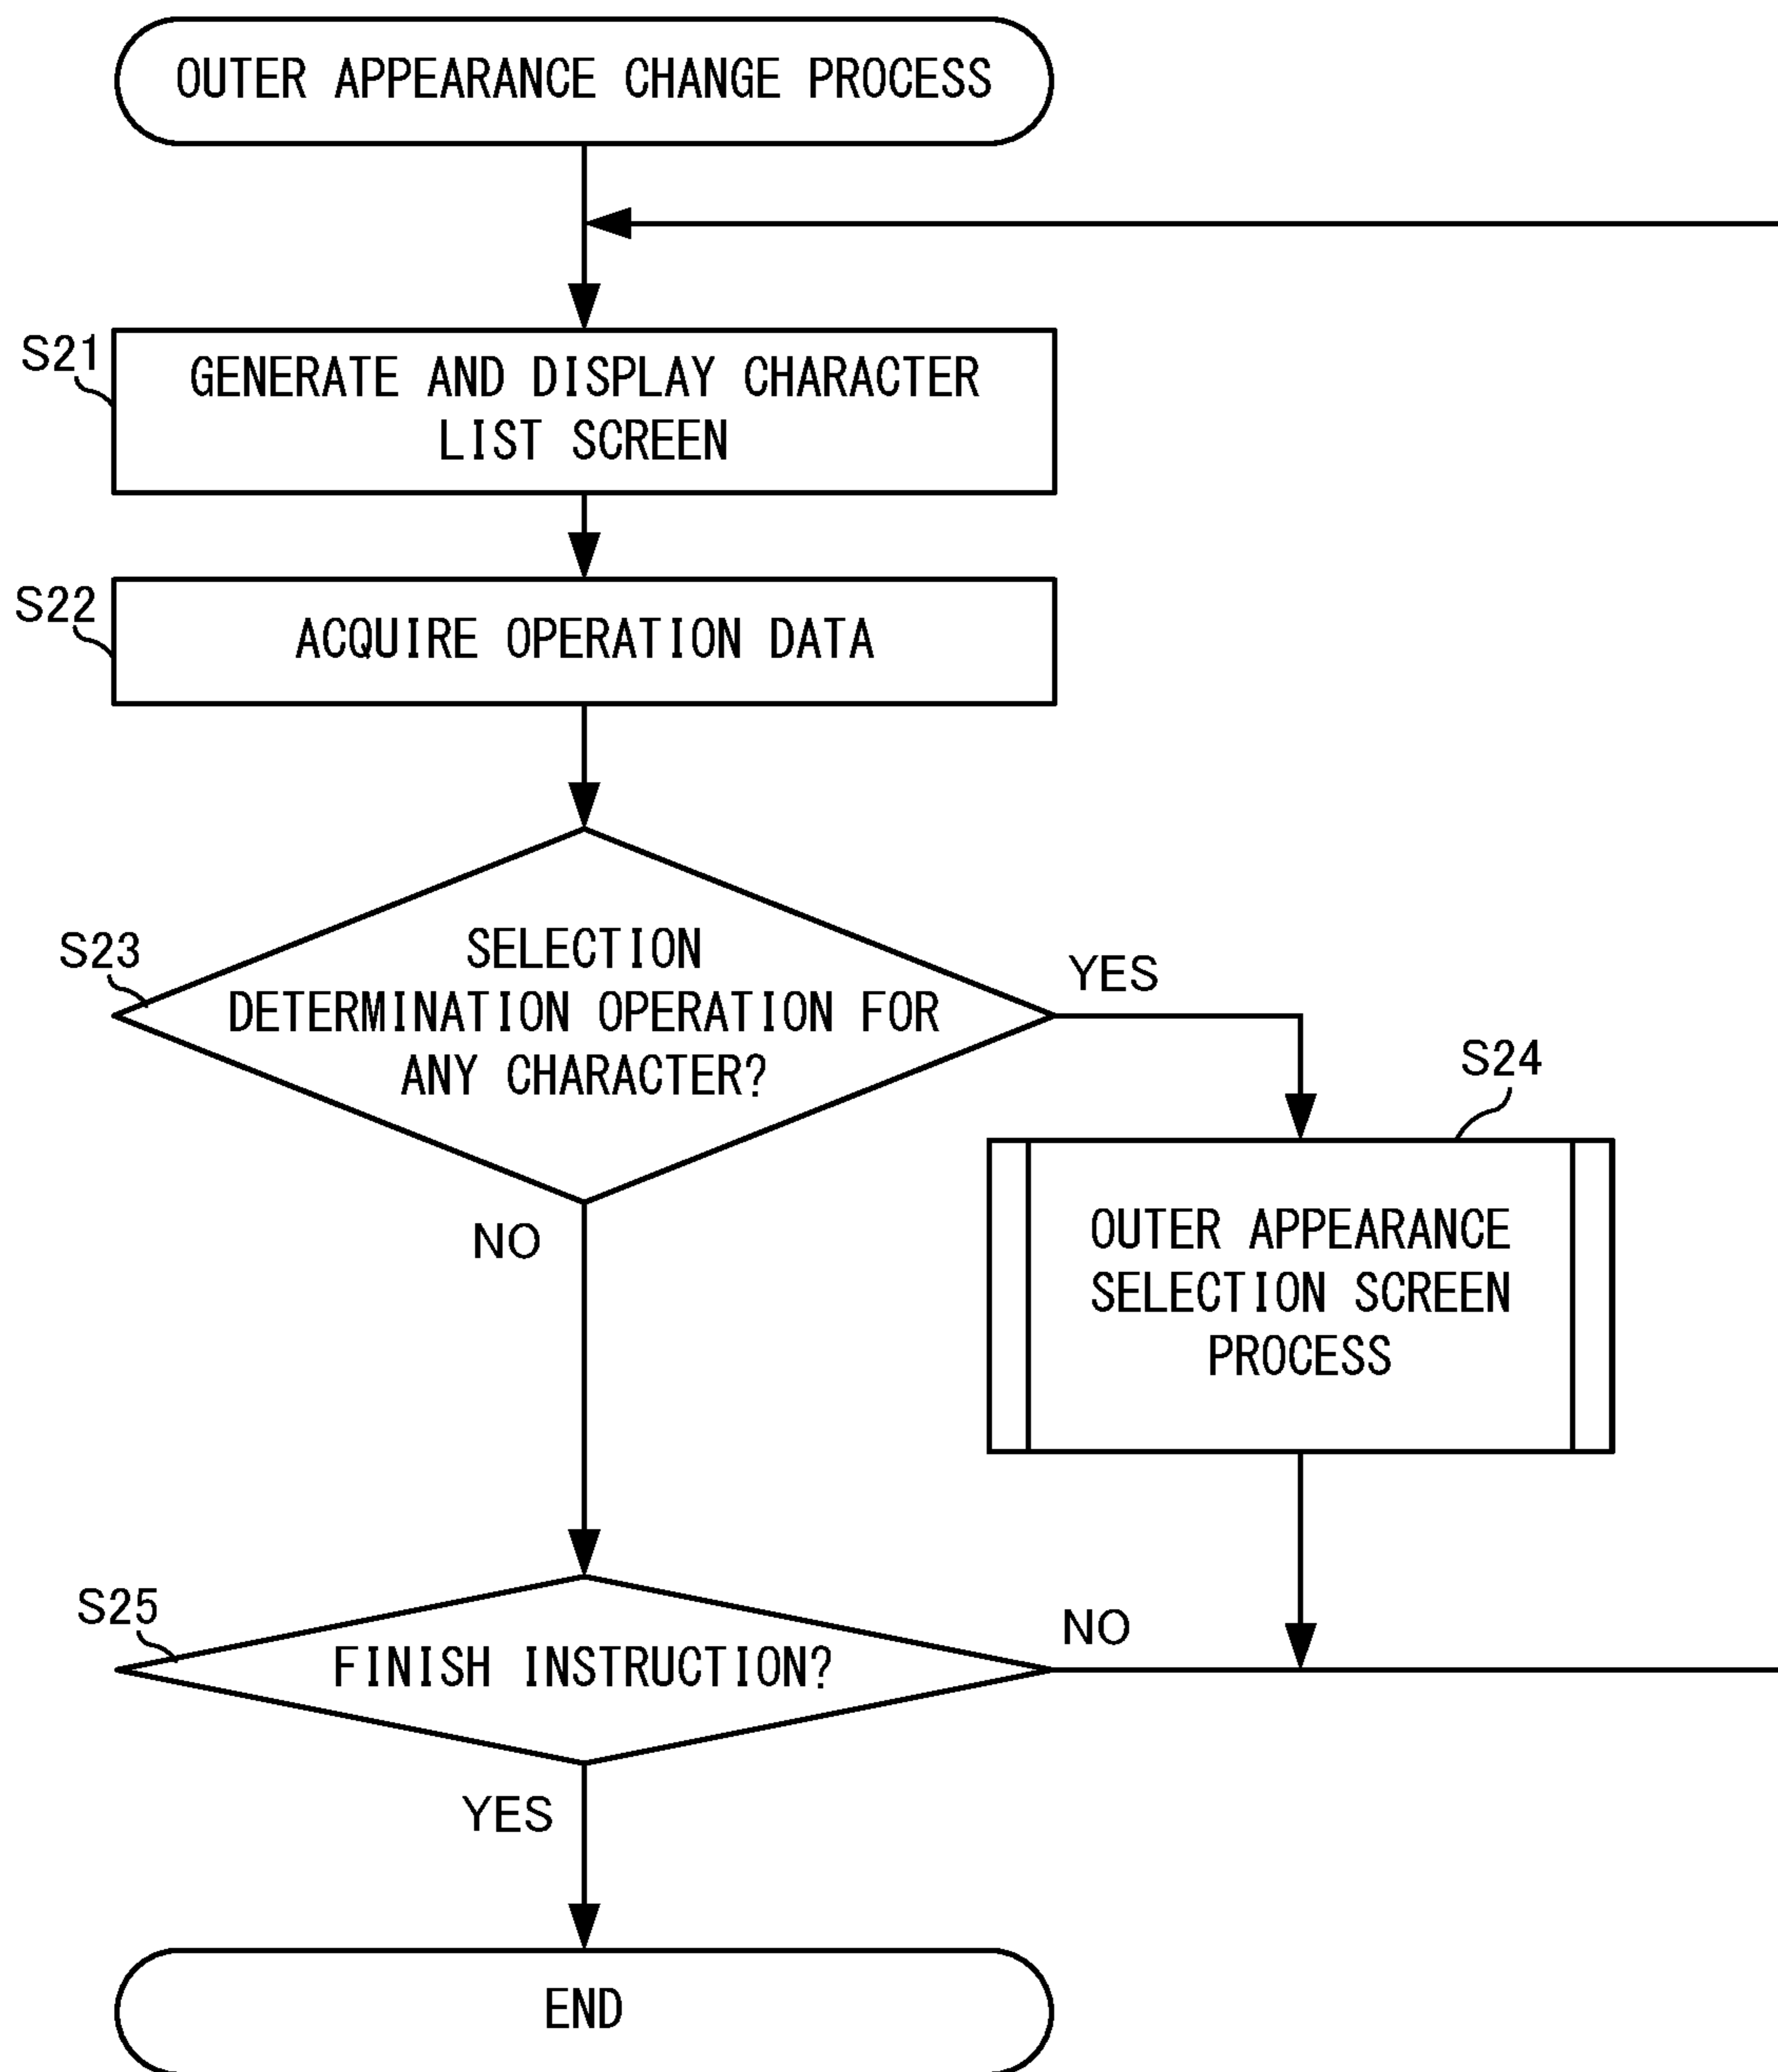 OUTER APPEARANCE CHANGE PROCESS
S21
GENERATE AND DISPLAY CHARACTER
LIST SCREEN
S22
ACQUIRE OPERATION DATA
S23
SELECTION
DETERMINATION OPERATION FOR
ANY CHARACTER?
YES
S24
OUTER APPEARANCE
SELECTION SCREEN
PROCESS
NO
S25
FINISH INSTRUCTION?
NO
YES
END